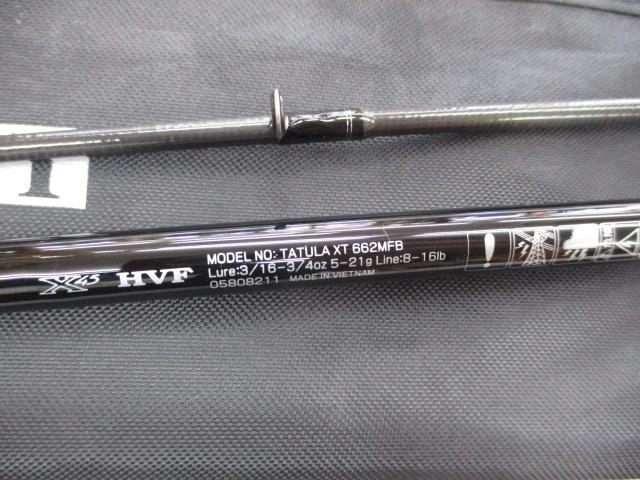 X45 HVF
MODEL NO: TATULA XT 662MFB
Lure:3/16-3/4oz 5-21g Line:8-16lb
05808211 MADE IN VIETNAM